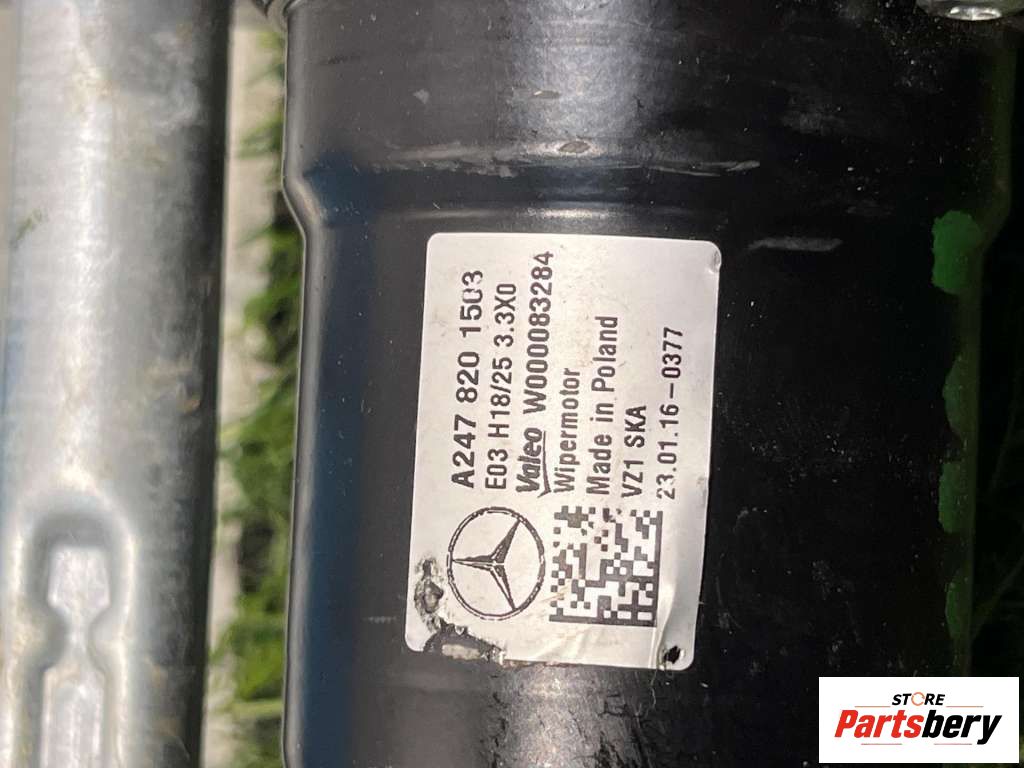 A247 820 1503
E03 H18/25 3.3X0
Valeo W000083284
Wipermotor
Made in Poland
VZ1 SKA
23.01.16-0377
STORE
Partsbery